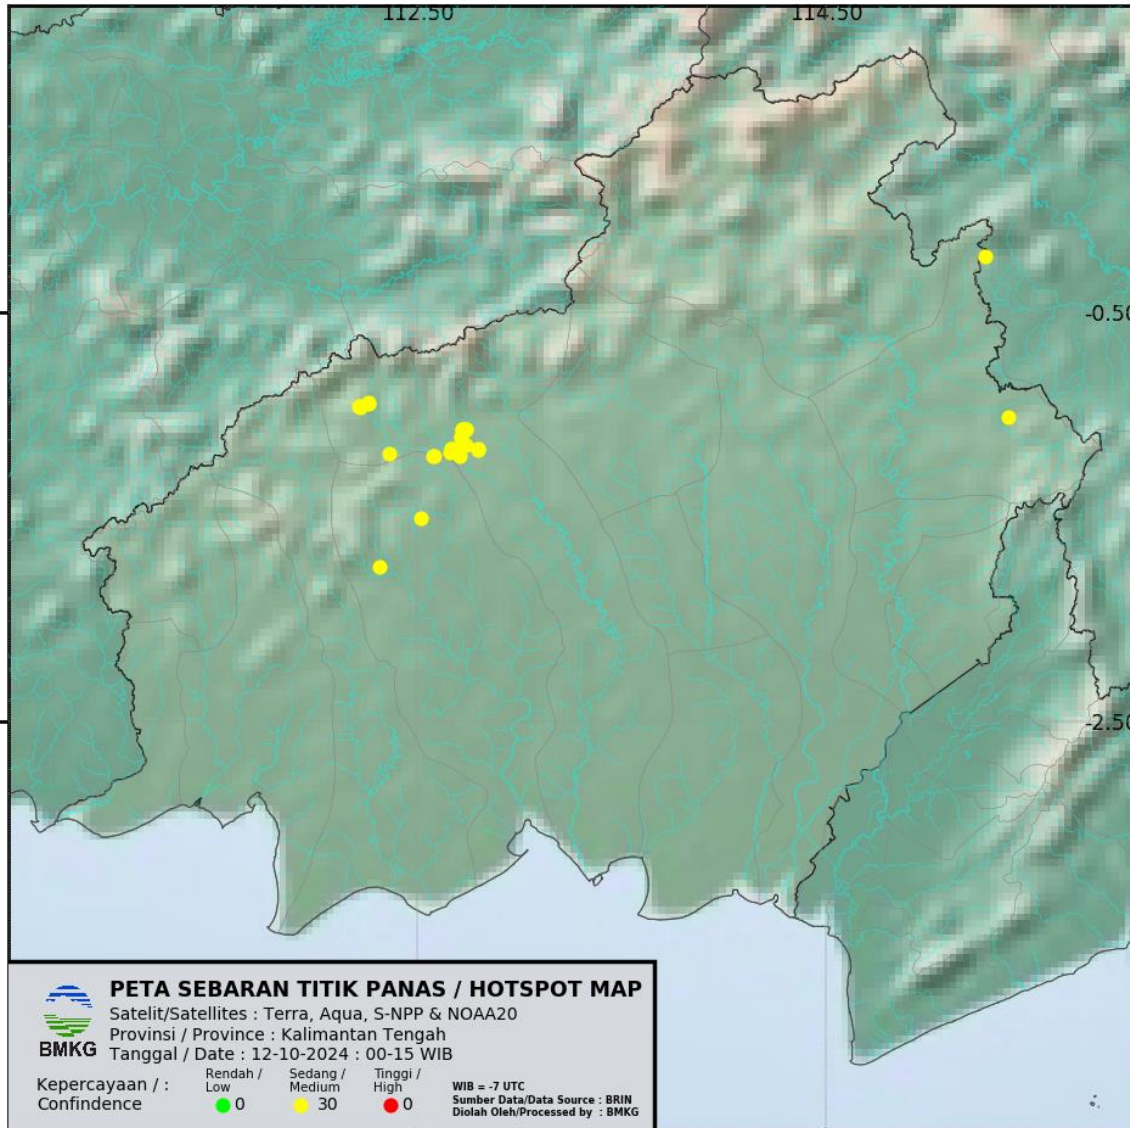 112.50 114.50
-0.50
-2.50
PETA SEBARAN TITIK PANAS / HOTSPOT MAP
Satelit/Satellites : Terra, Aqua, S-NPP & NOAA20
Provinsi / Province : Kalimantan Tengah
Tanggal / Date : 12-10-2024 : 00-15 WIB
BMKG
Kepercayaan / :
Confindence
Rendah /
Low
0
Sedang /
Medium
30
Tinggi /
High
0
WIB = -7 UTC
Sumber Data/Data Source : BRIN
Diolah Oleh/Processed by : BMKG